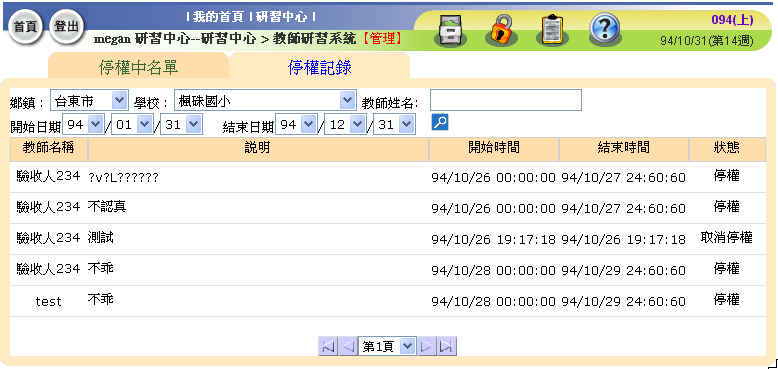 首頁 登出 | 我的首頁 | 研習中心 | 094(上)
megan 研習中心--研習中心 > 教師研習系統【管理】 94/10/31(第14週)
停權中名單 停權記錄
鄉鎮： 台東市 學校： 楓硃國小 教師姓名:
開始日期 94 / 01 / 31 結束日期 94 / 12 / 31
教師名稱 說明 開始時間 結束時間 狀態
驗收人234 ?v?L?????? 94/10/26 00:00:00 94/10/27 24:60:60 停權
驗收人234 不認真 94/10/26 00:00:00 94/10/27 24:60:60 停權
驗收人234 測試 94/10/26 19:17:18 94/10/26 19:17:18 取消停權
驗收人234 不乖 94/10/28 00:00:00 94/10/29 24:60:60 停權
test 不乖 94/10/28 00:00:00 94/10/29 24:60:60 停權
第1頁